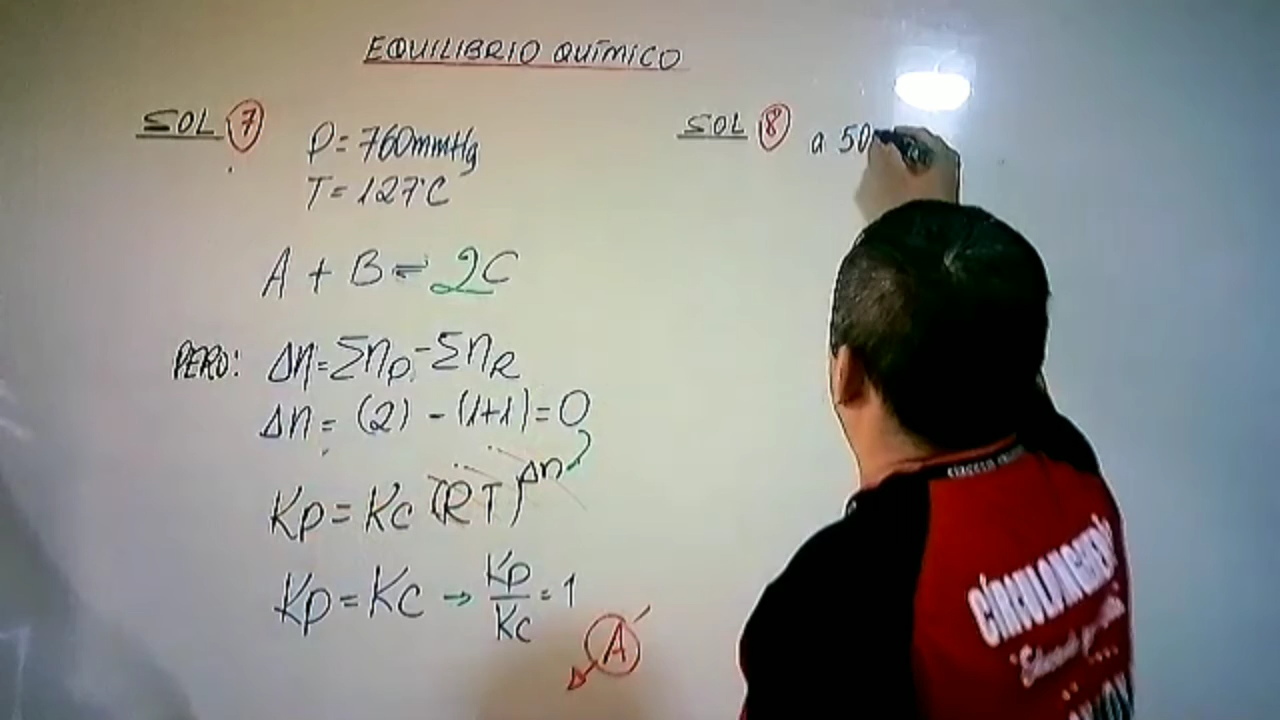 EQUILIBRIO QUÍMICO
SOL 7
P = 760mmHg
T = 127°C
A + B ⇌ 2C
PERO: Δn = Σnp - ΣnR
Δn = (2) - (1+1) = 0
Kp = Kc (RT)^Δn
Kp = Kc → Kp/Kc = 1
A
SOL 8 a 50